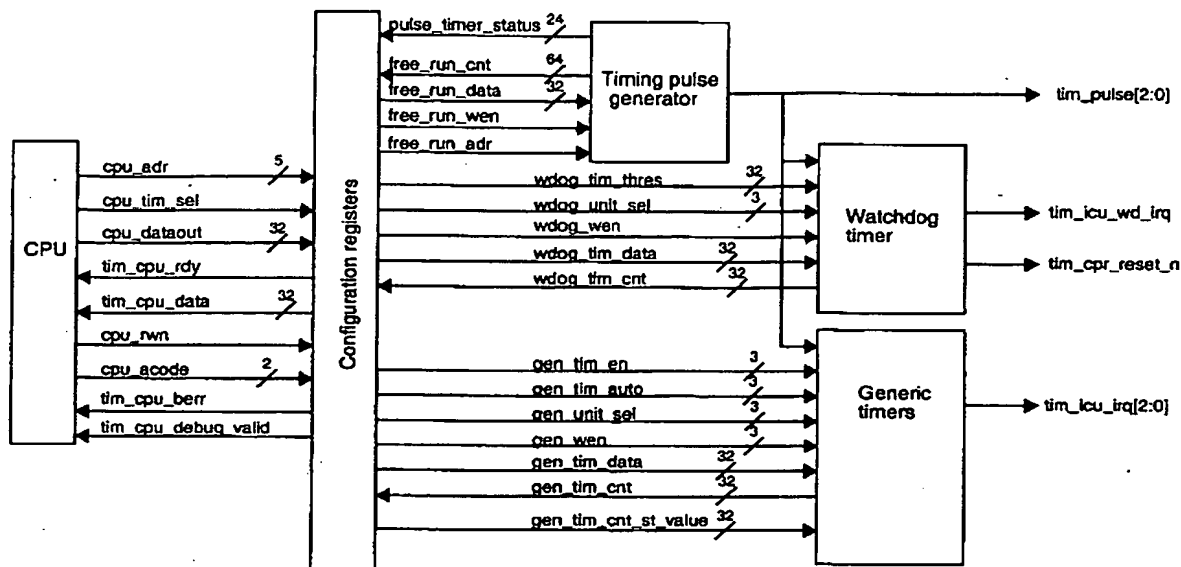 CPU
cpu_adr
5
cpu_tim_sel
cpu_dataout
32
tim_cpu_rdy
tim_cpu_data
32
cpu_rwn
cpu_acode
2
tim_cpu_berr
tim_cpu_debug_valid
Configuration registers
pulse_timer_status
24
free_run_cnt
64
free_run_data
32
free_run_wen
free_run_adr
Timing pulse
generator
tim_pulse[2:0]
wdog_tim_thres
32
wdog_unit_sel
3
wdog_wen
wdog_tim_data
32
wdog_tim_cnt
32
Watchdog
timer
tim_icu_wd_irq
tim_cpr_reset_n
gen_tim_en
3
gen_tim_auto
3
gen_unit_sel
3
gen_wen
3
gen_tim_data
32
gen_tim_cnt
32
gen_tim_cnt_st_value
32
Generic
timers
tim_icu_irq[2:0]